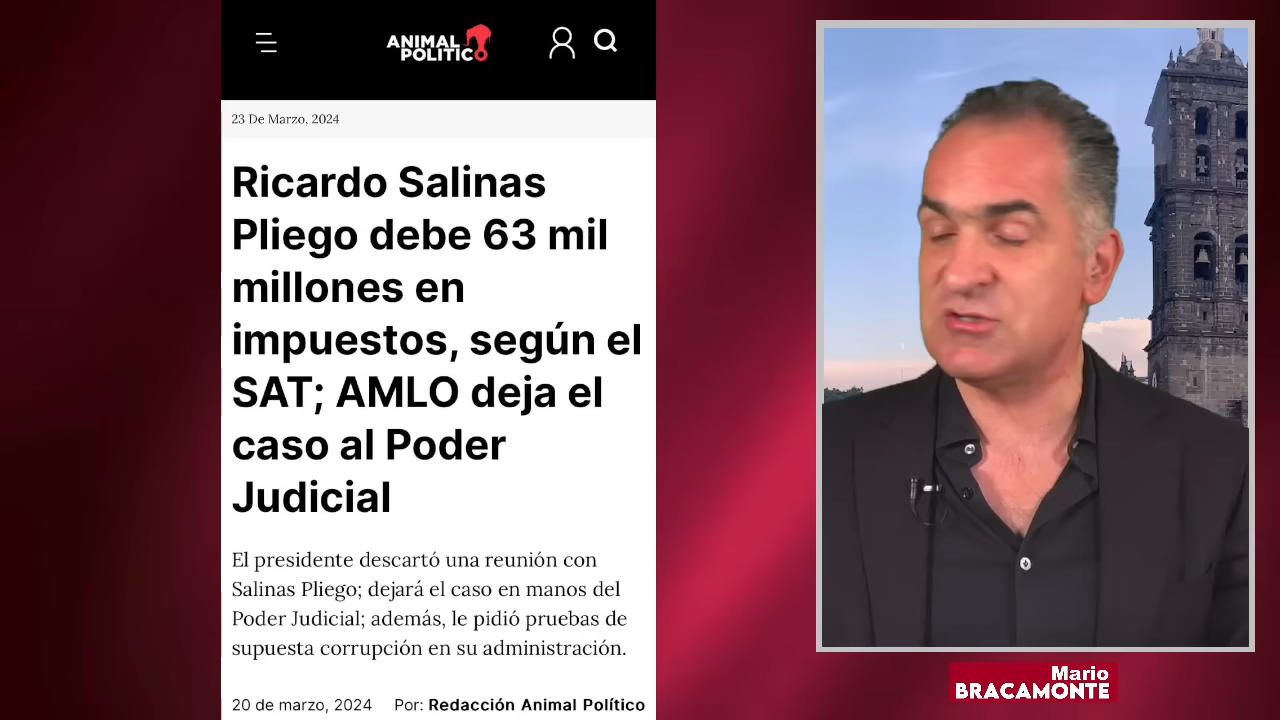 ANIMAL
POLITICO
23 De Marzo, 2024
Ricardo Salinas
Pliego debe 63 mil
millones en
impuestos, según el
SAT; AMLO deja el
caso al Poder
Judicial
El presidente descartó una reunión con
Salinas Pliego; dejará el caso en manos del
Poder Judicial; además, le pidió pruebas de
supuesta corrupción en su administración.
20 de marzo, 2024 Por: Redacción Animal Político
Mario
BRACAMONTE